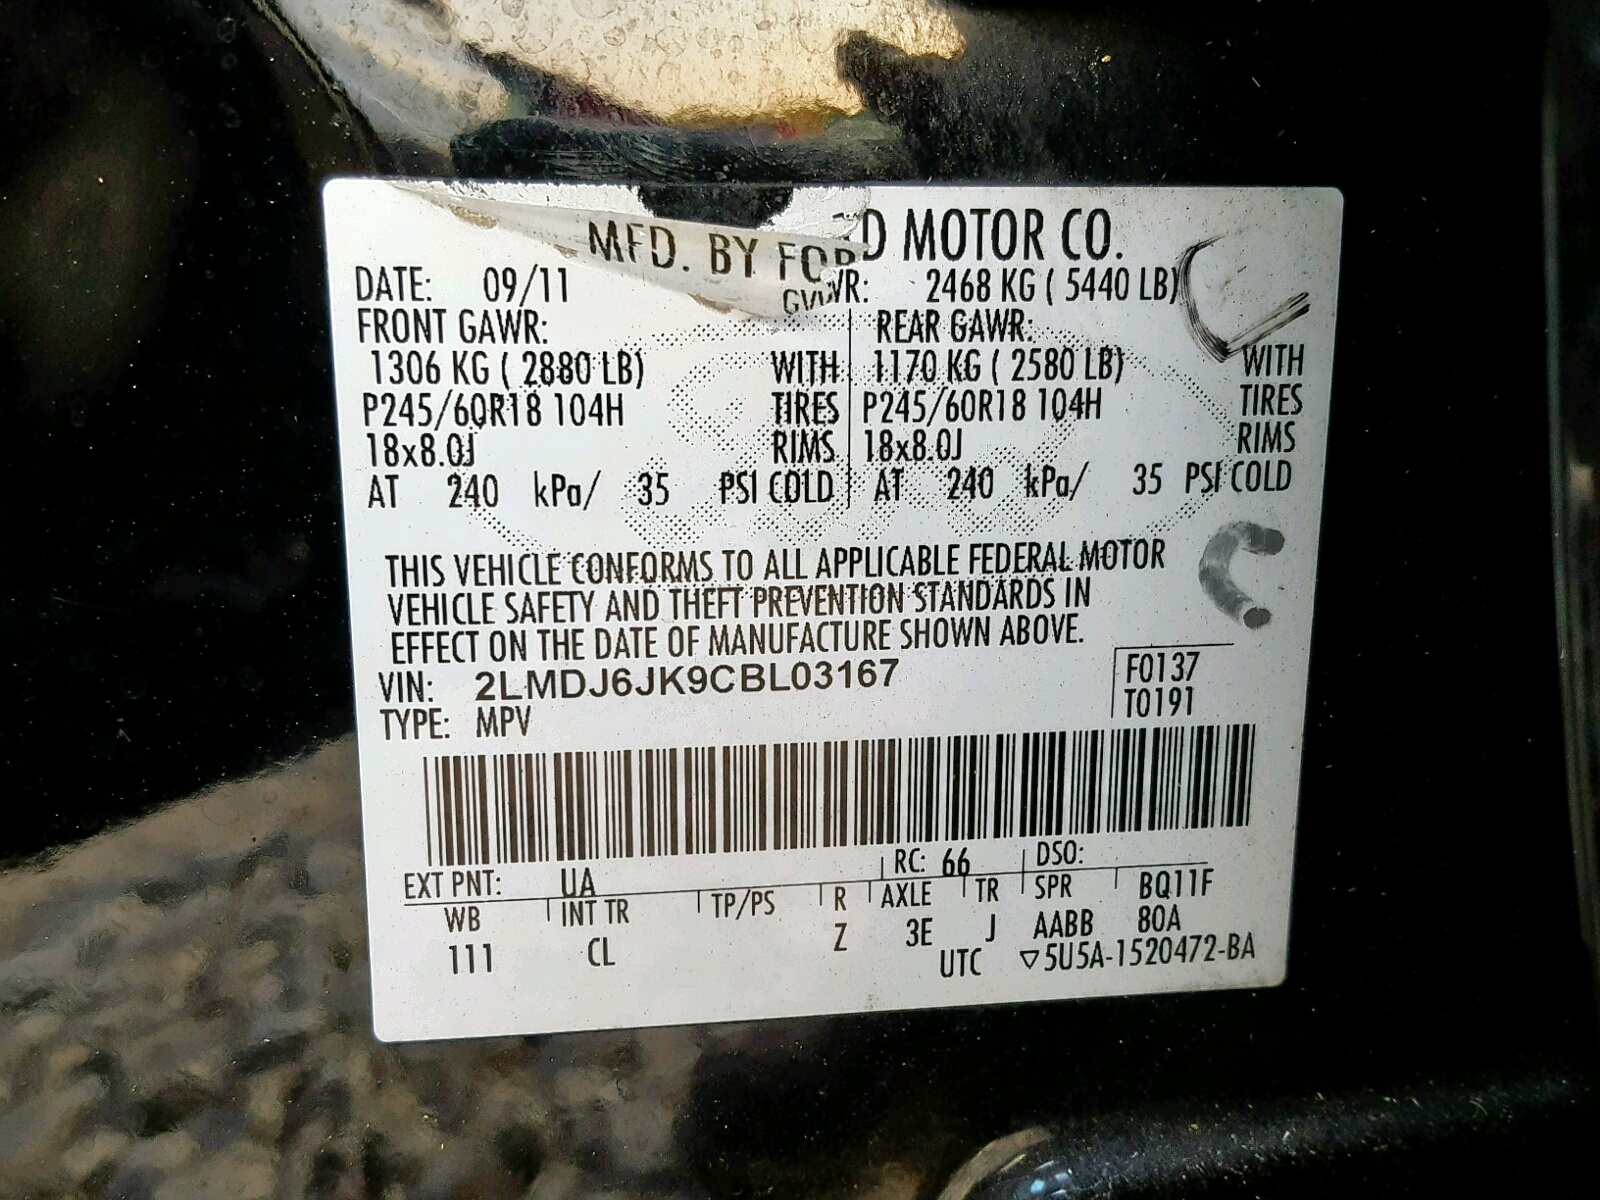 MFD. BY FORD MOTOR CO.
DATE: 09/11 GVWR: 2468 KG ( 5440 LB)
FRONT GAWR: REAR GAWR:
1306 KG ( 2880 LB) WITH 1170 KG ( 2580 LB) WITH
P245/60R18 104H TIRES P245/60R18 104H TIRES
18x8.0J RIMS 18x8.0J RIMS
AT 240 kPa/ 35 PSI COLD AT 240 kPa/ 35 PSI COLD
THIS VEHICLE CONFORMS TO ALL APPLICABLE FEDERAL MOTOR
VEHICLE SAFETY AND THEFT PREVENTION STANDARDS IN
EFFECT ON THE DATE OF MANUFACTURE SHOWN ABOVE.
VIN: 2LMDJ6JK9CBL03167 F0137
TYPE: MPV T0191
EXT PNT: UA RC: 66 DSO:
WB INT TR TP/PS R AXLE TR SPR BQ11F
111 CL Z 3E J AABB 80A
UTC ▽5U5A-1520472-BA